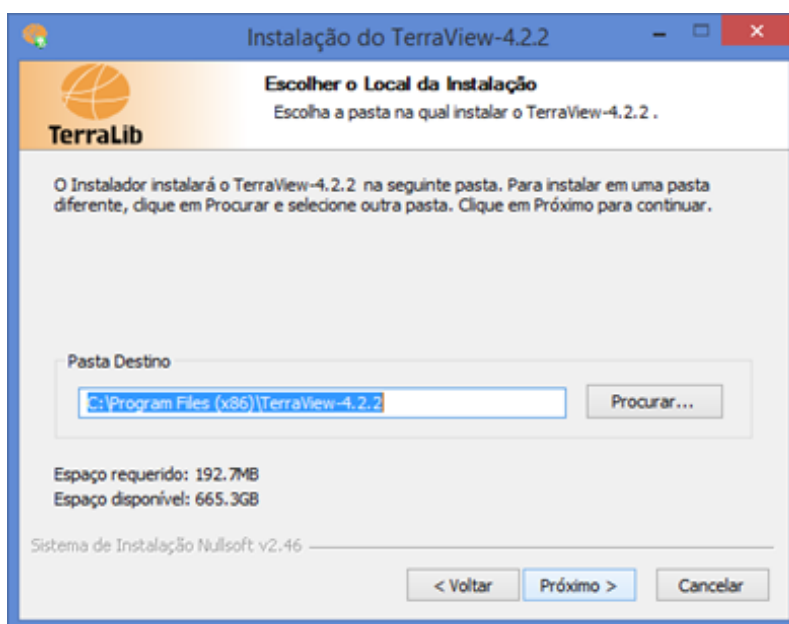 Instalação do TerraView-4.2.2
TerraLib
Escolher o Local da Instalação
Escolha a pasta na qual instalar o TerraView-4.2.2 .
O Instalador instalará o TerraView-4.2.2 na seguinte pasta. Para instalar em uma pasta
diferente, clique em Procurar e selecione outra pasta. Clique em Próximo para continuar.
Pasta Destino
C:\Program Files (x86)\TerraView-4.2.2
Procurar...
Espaço requerido: 192.7MB
Espaço disponível: 665.3GB
Sistema de Instalação Nullsoft v2.46
< Voltar
Próximo >
Cancelar